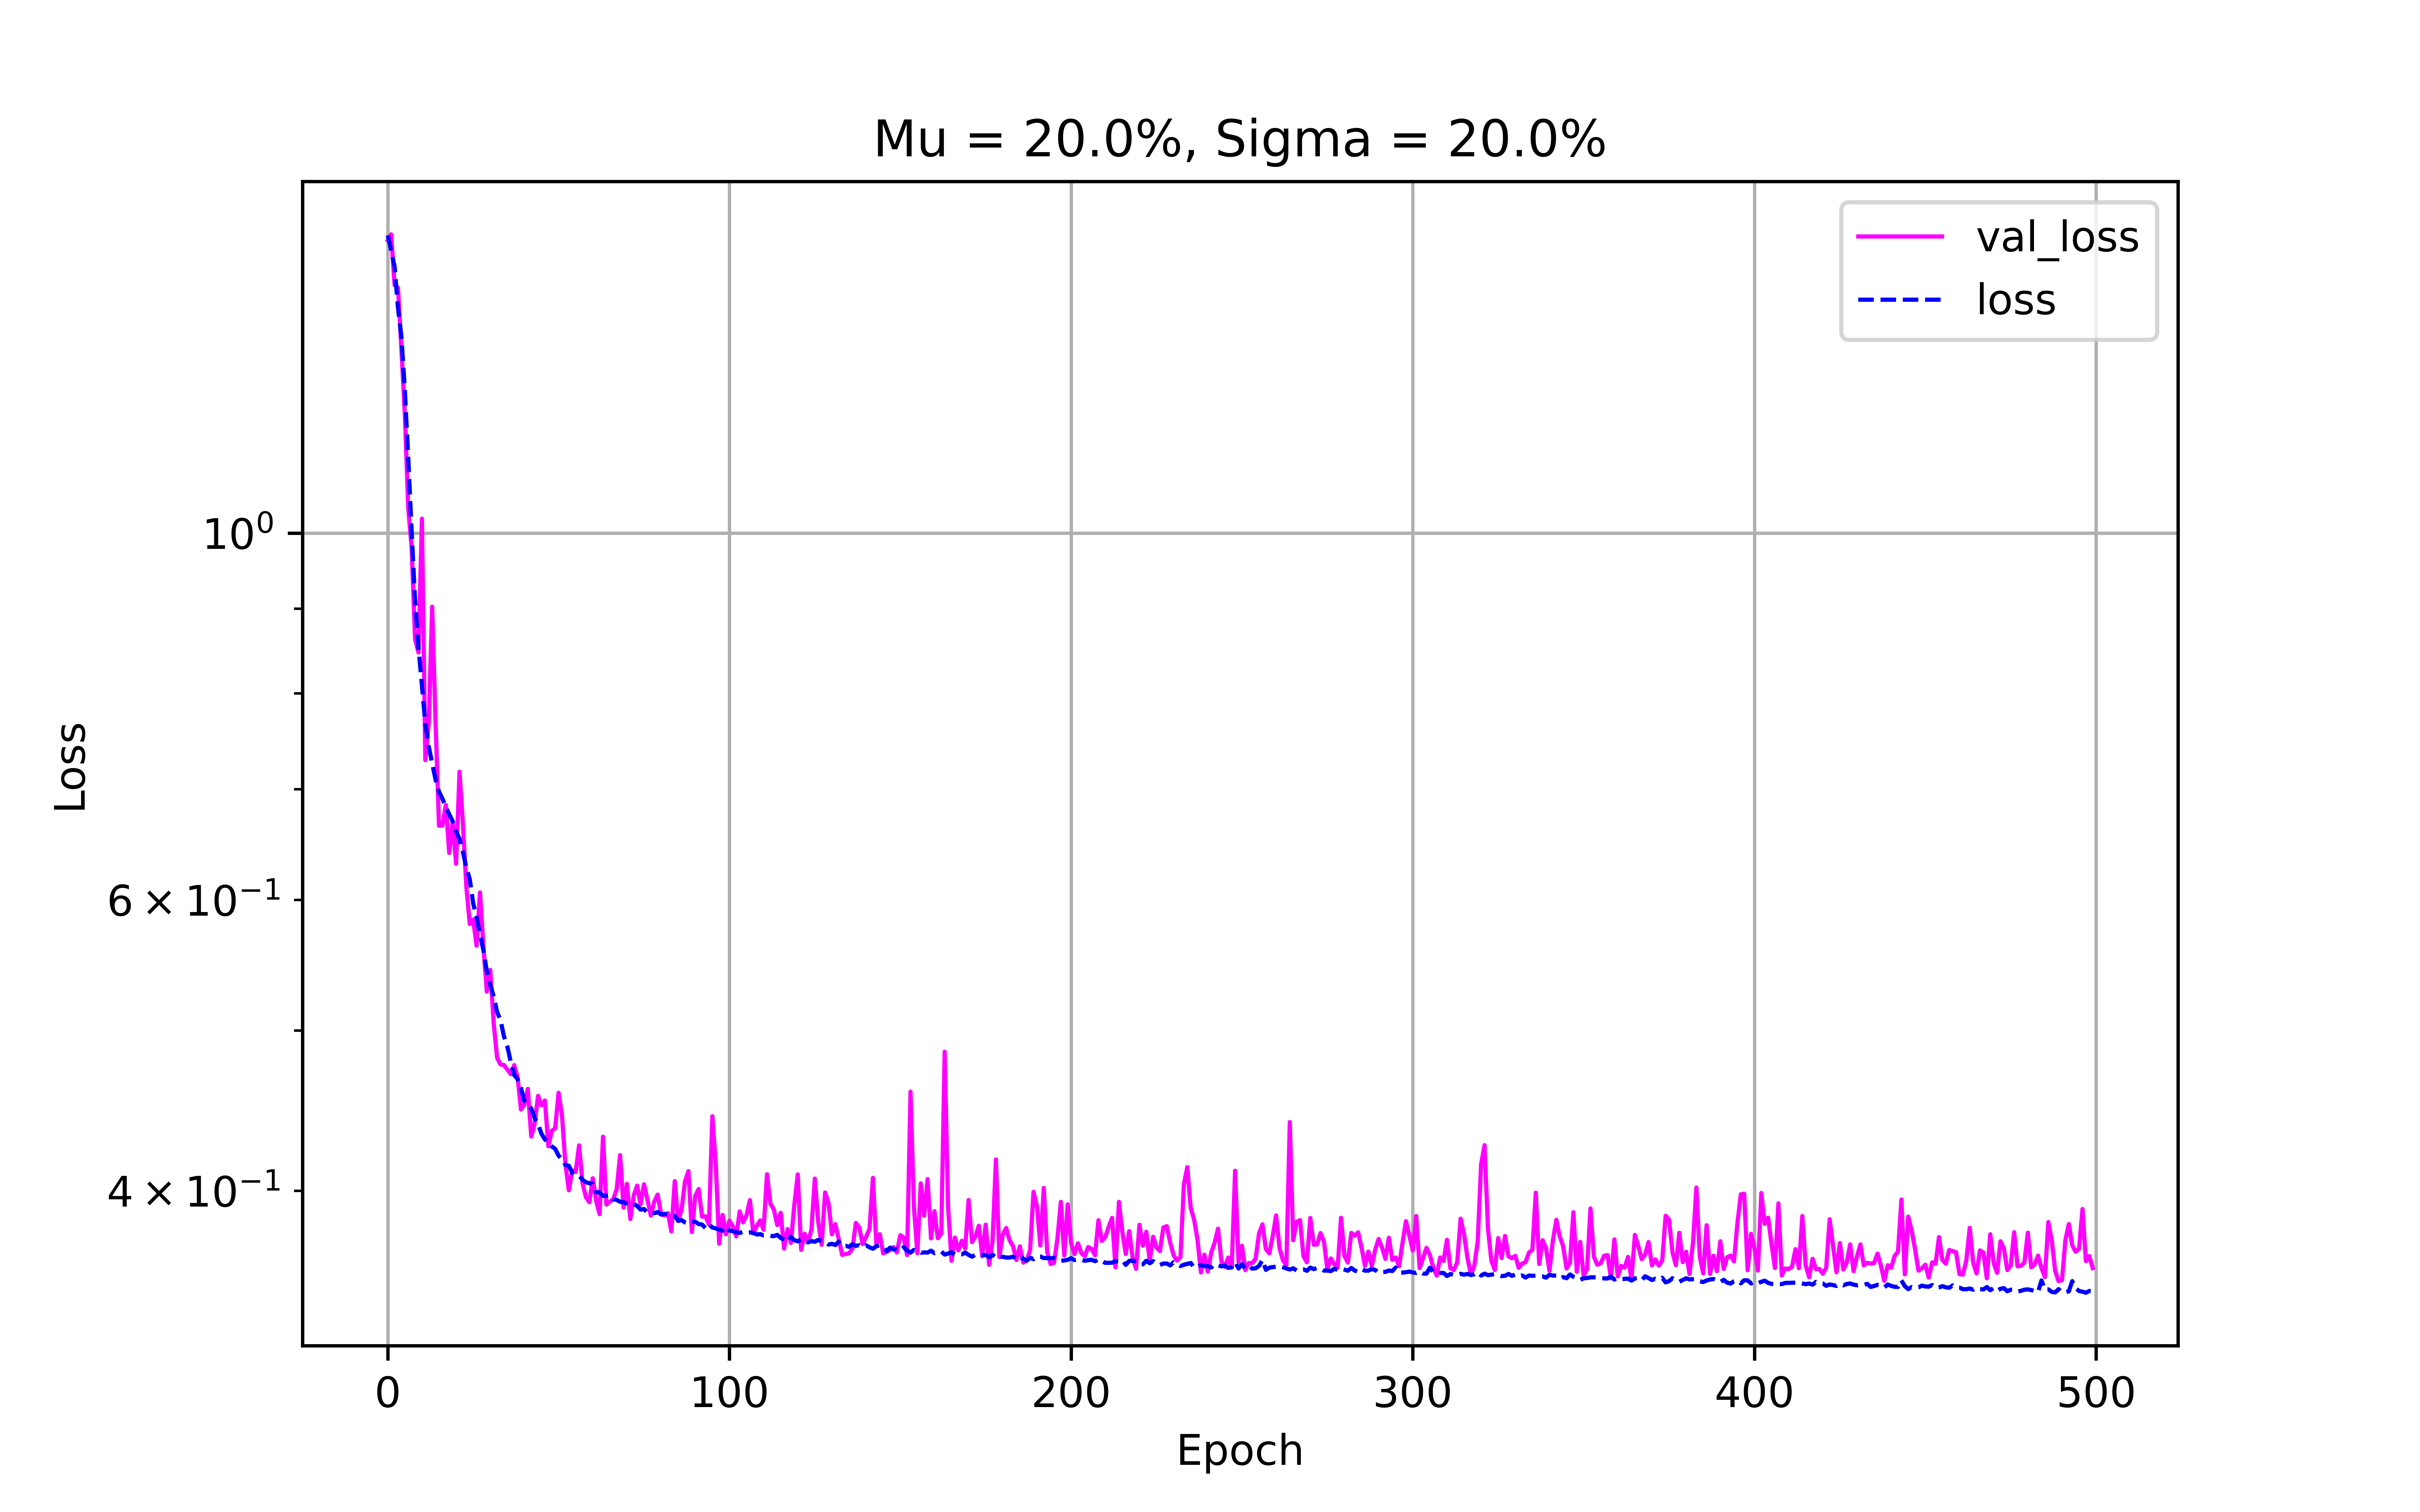 Mu = 20.0%, Sigma = 20.0%
val_loss
loss
10⁰
6 × 10⁻¹
4 × 10⁻¹
Loss
0 100 200 300 400 500
Epoch